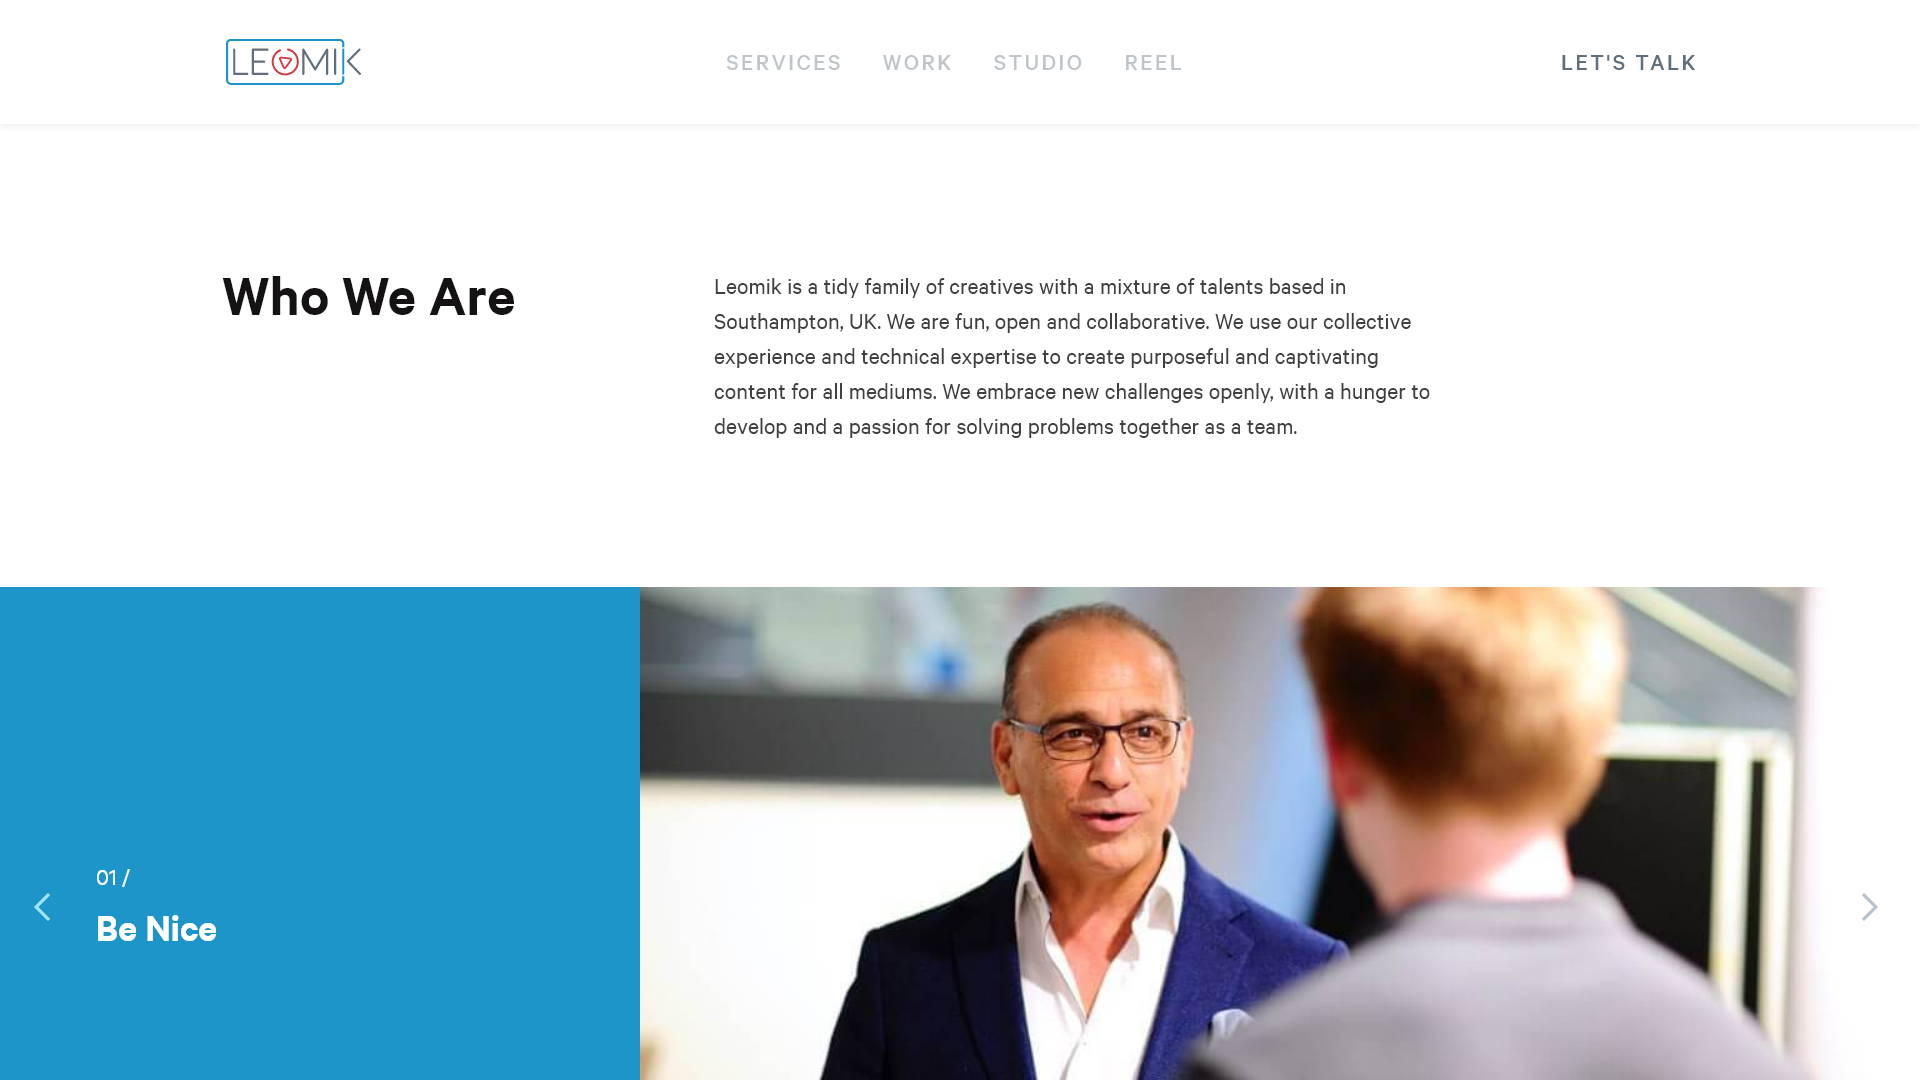 LEOMIK
SERVICES
WORK
STUDIO
REEL
LET'S TALK
Who We Are
Leomik is a tidy family of creatives with a mixture of talents based in
Southampton, UK. We are fun, open and collaborative. We use our collective
experience and technical expertise to create purposeful and captivating
content for all mediums. We embrace new challenges openly, with a hunger to
develop and a passion for solving problems together as a team.
01 /
Be Nice